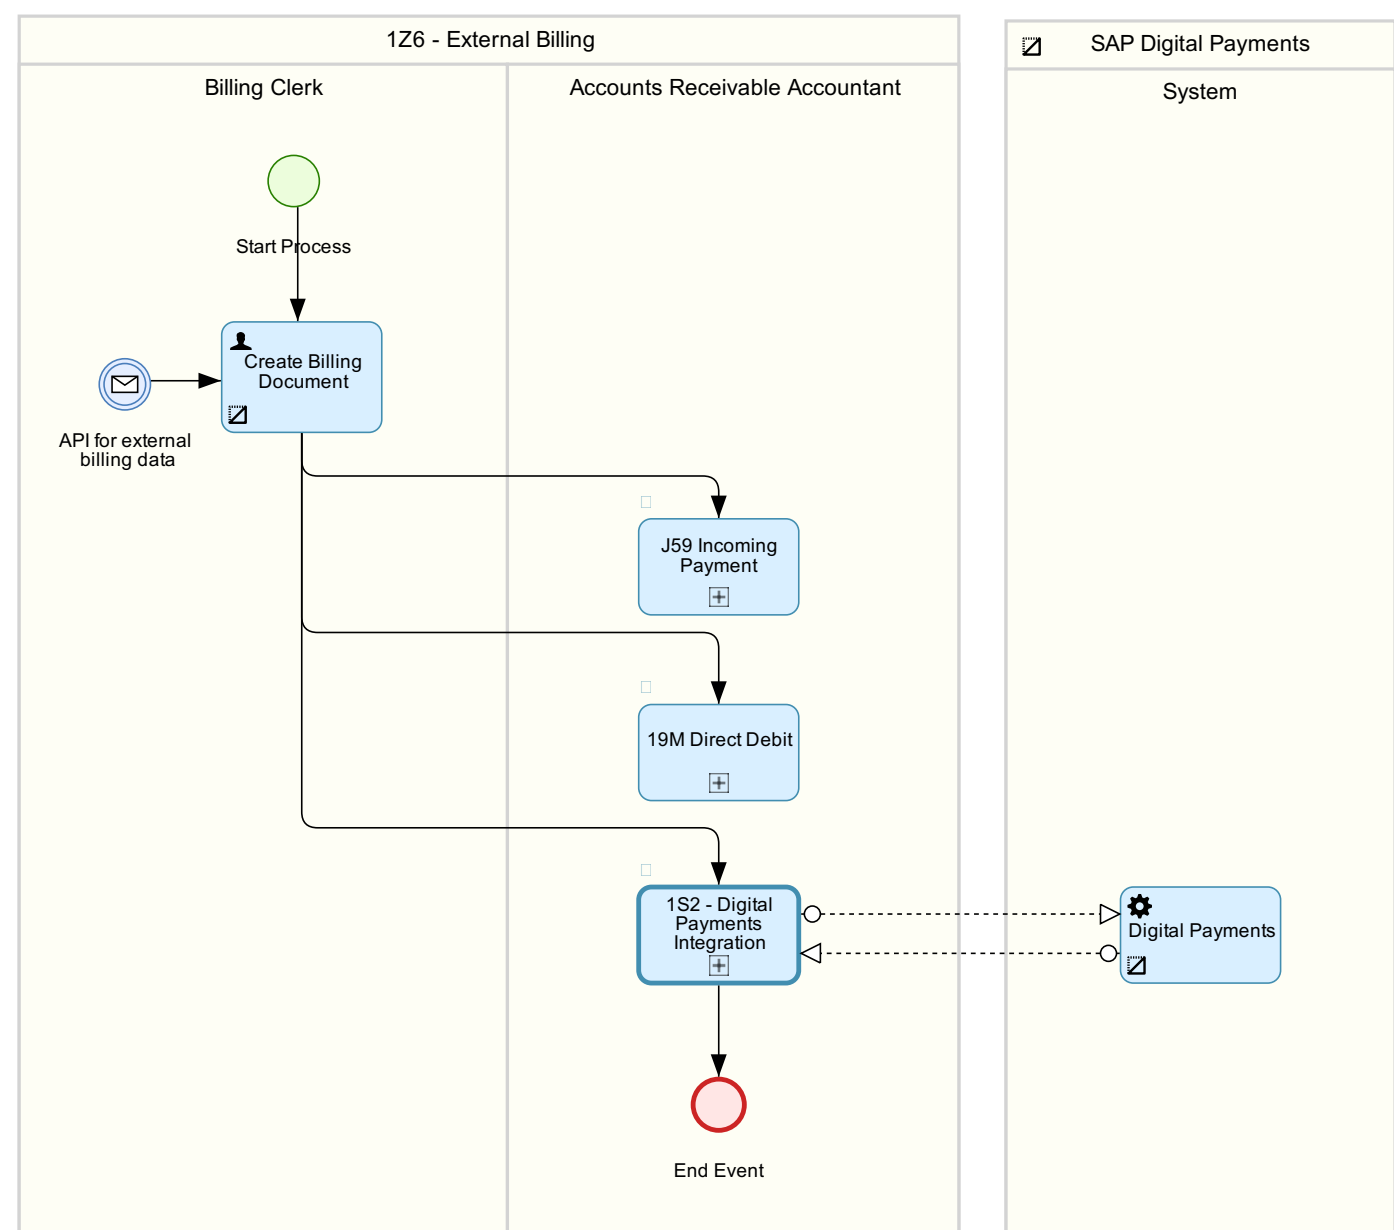 1Z6 - External Billing
SAP Digital Payments
Billing Clerk
Accounts Receivable Accountant
System
Start Process
Create Billing
Document
API for external
billing data
J59 Incoming
Payment
19M Direct Debit
1S2 - Digital
Payments
Integration
Digital Payments
End Event